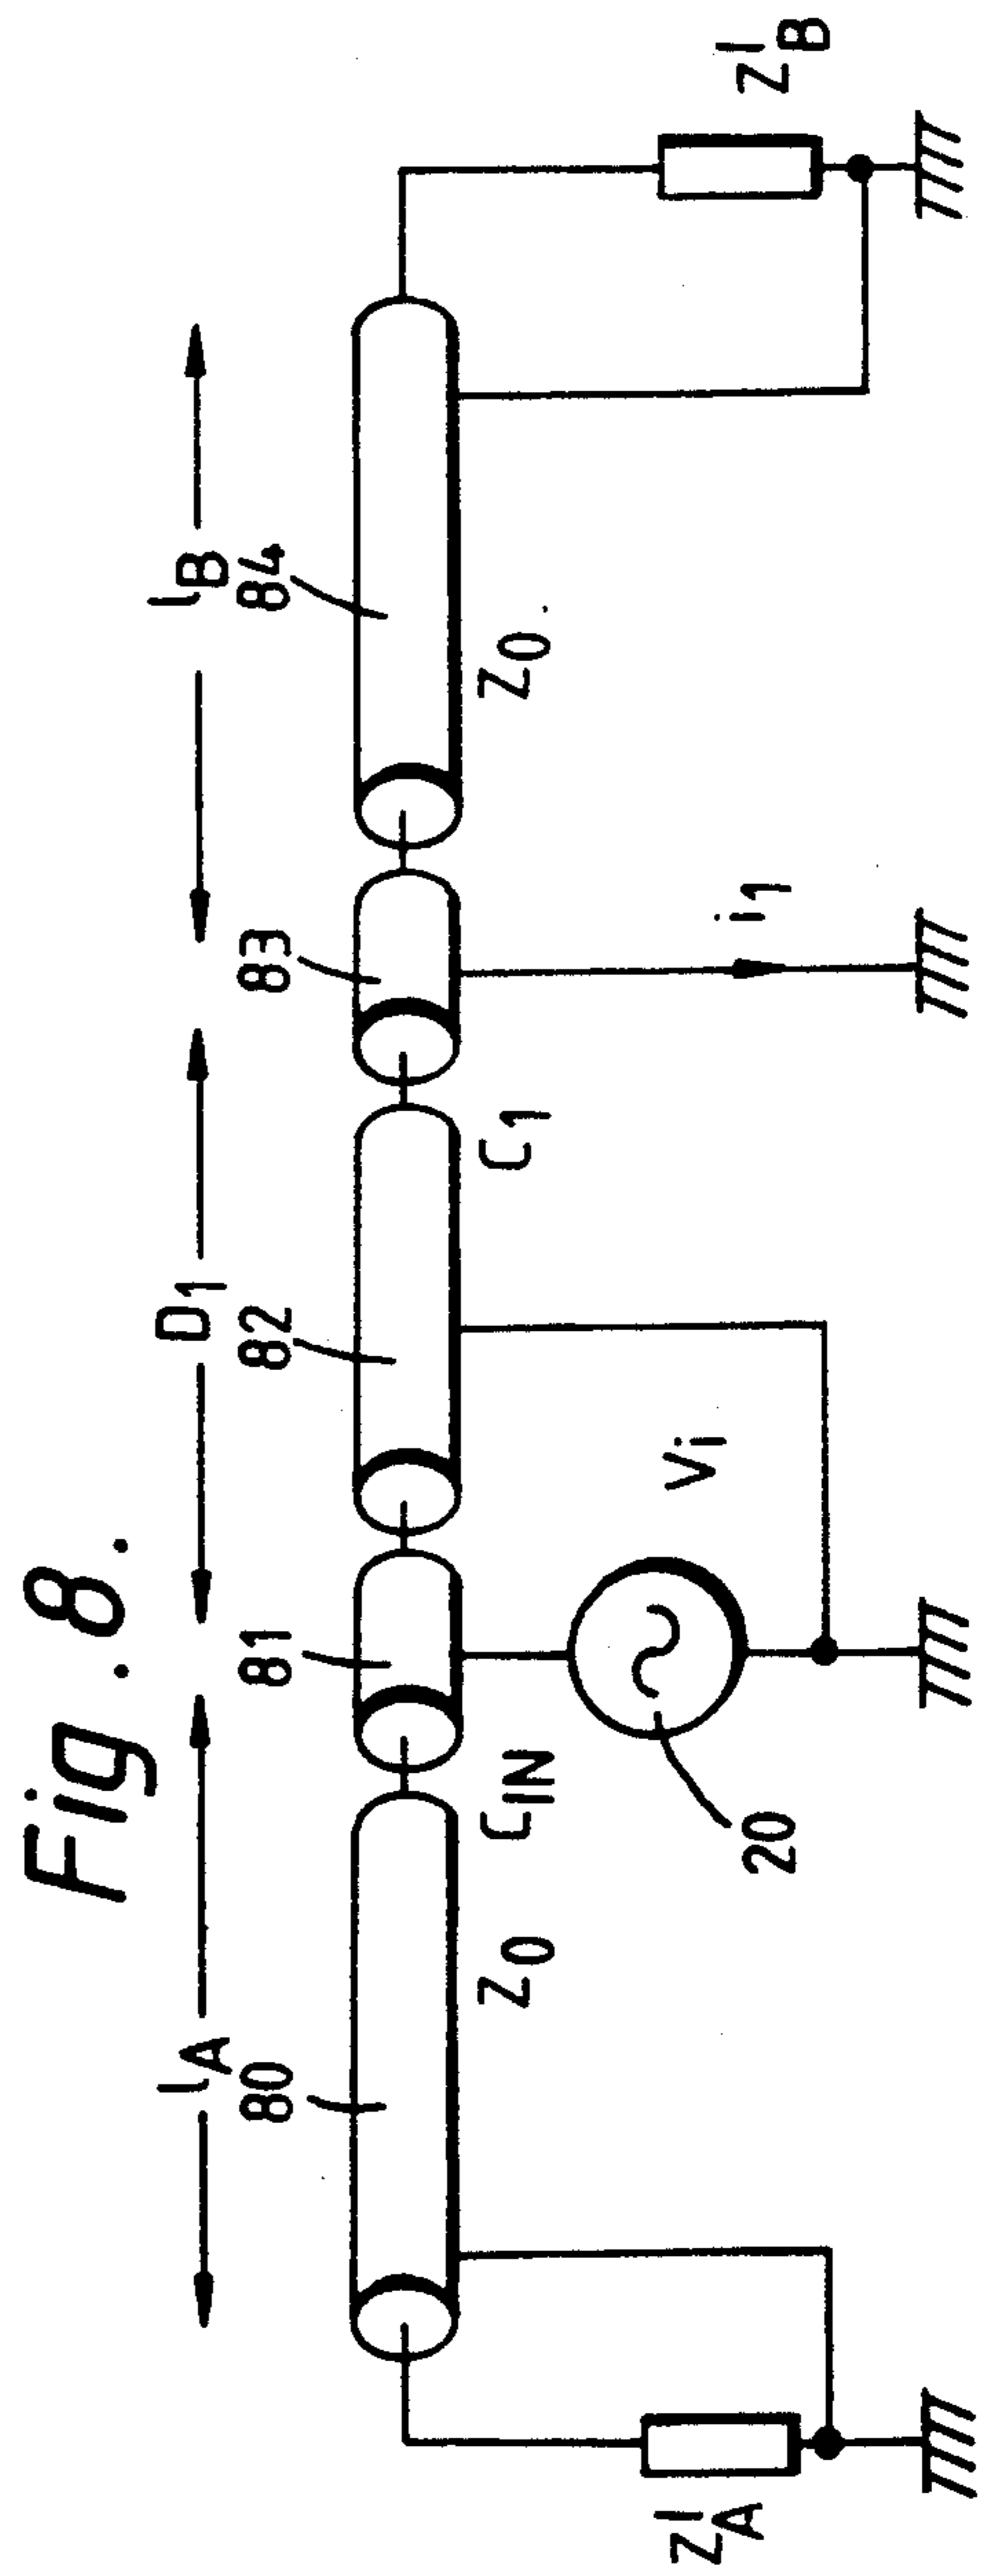 Fig. 8.
l_A D_1 l_B
80 81 82 83 84
Z_0 C_IN C_1 Z_0
V_i i_1
20
Z'_A Z'_B